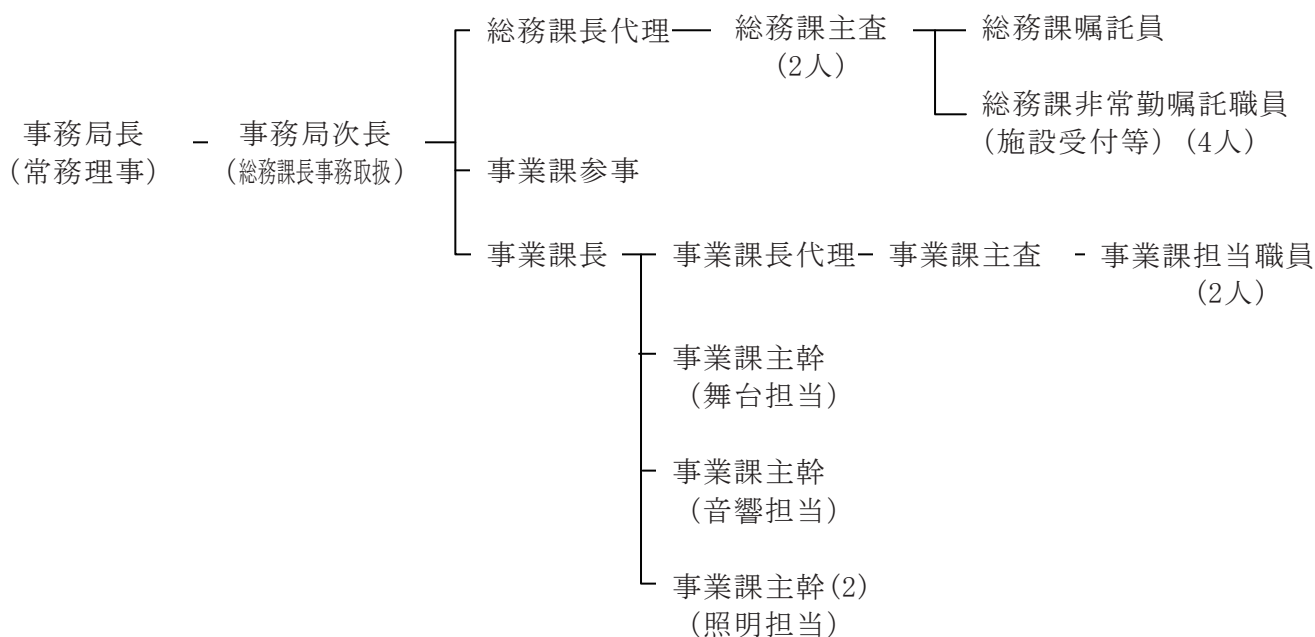 総務課長代理
総務課主査
(2人)
総務課嘱託員
総務課非常勤嘱託職員
(施設受付等)(4人)
事務局長
(常務理事)
事務局次長
(総務課長事務取扱)
事業課参事
事業課長
事業課長代理
事業課主査
事業課担当職員
(2人)
事業課主幹
(舞台担当)
事業課主幹
(音響担当)
事業課主幹(2)
(照明担当)